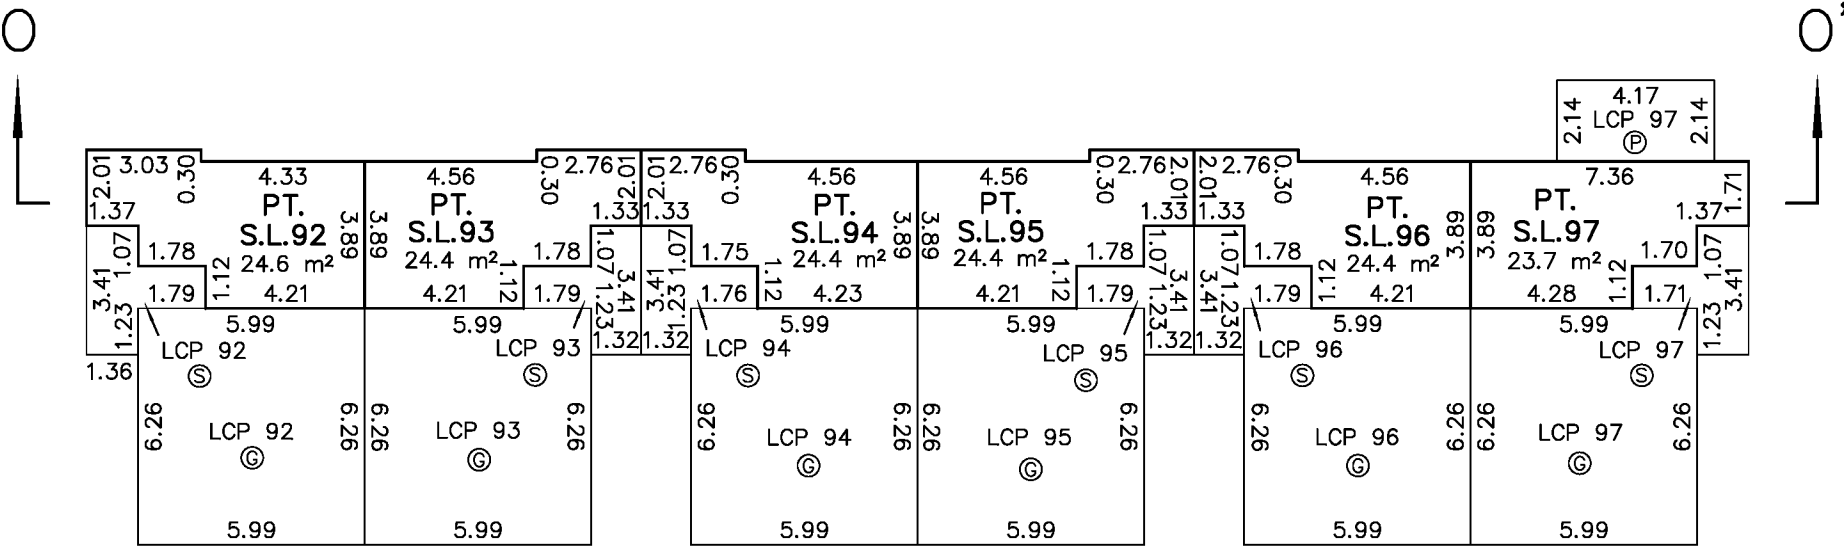 O O'
4.17
2.14 LCP 97 2.14
P
2.01 3.03 0.30 4.33 4.56 0.30 2.76 2.01 2.01 2.76 0.30 4.56 4.56 0.30 2.76 2.01 2.01 2.76 0.30 4.56 7.36 1.71
PT. PT. PT. PT. PT. PT.
1.37 S.L.92 3.89 3.89 S.L.93 1.33 1.33 S.L.94 3.89 3.89 S.L.95 1.33 1.33 S.L.96 3.89 3.89 S.L.97 1.37
24.6 m² 24.4 m² 24.4 m² 24.4 m² 24.4 m² 23.7 m²
3.41 1.07 1.78 1.12 1.12 1.78 1.07 3.41 3.41 1.07 1.75 1.12 1.12 1.78 1.07 3.41 3.41 1.07 1.78 1.12 1.12 1.70 1.07 3.41
1.23 1.79 4.21 4.21 1.79 1.23 1.23 1.76 4.23 4.21 1.79 1.23 1.23 1.79 4.21 4.28 1.71 1.23
5.99 5.99 5.99 5.99 5.99 5.99
1.36 LCP 92 LCP 93 1.32 1.32 LCP 94 LCP 95 1.32 1.32 LCP 96 LCP 97
S S S S S S
6.26 LCP 92 6.26 6.26 LCP 93 6.26 6.26 LCP 94 6.26 6.26 LCP 95 6.26 6.26 LCP 96 6.26 6.26 LCP 97 6.26
G G G G G G
5.99 5.99 5.99 5.99 5.99 5.99